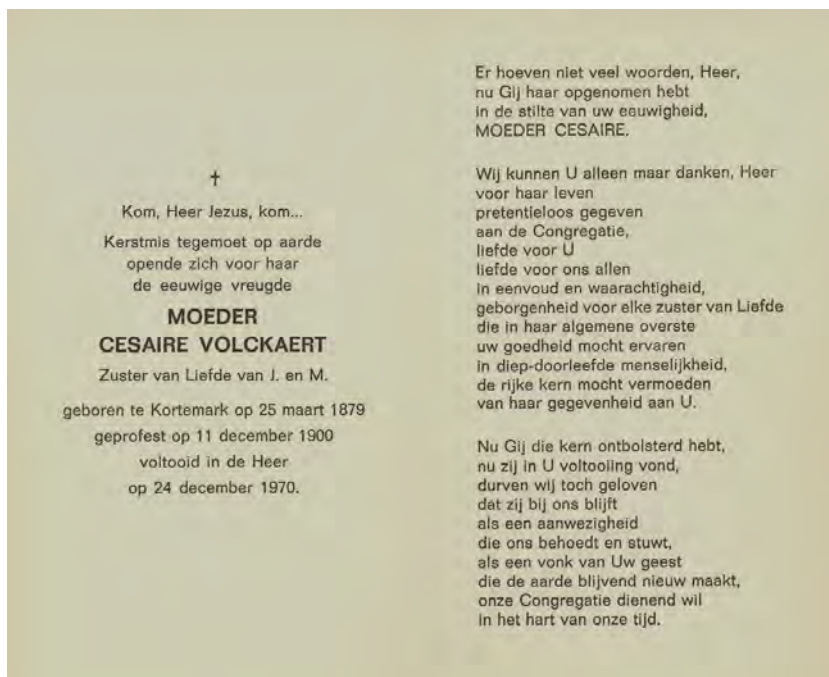 †
Kom, Heer Jezus, kom...
Kerstmis tegemoet op aarde
opende zich voor haar
de eeuwige vreugde
MOEDER
CESAIRE VOLCKAERT
Zuster van Liefde van J. en M.
geboren te Kortemark op 25 maart 1879
geprofest op 11 december 1900
voltooid in de Heer
op 24 december 1970.
Er hoeven niet veel woorden, Heer,
nu Gij haar opgenomen hebt
in de stilte van uw eeuwigheid,
MOEDER CESAIRE.
Wij kunnen U alleen maar danken, Heer
voor haar leven
pretentieloos gegeven
aan de Congregatie,
liefde voor U
liefde voor ons allen
in eenvoud en waarachtigheid,
geborgenheid voor elke zuster van Liefde
die in haar algemene overste
uw goedheid mocht ervaren
in diep-doorleefde menselijkheid,
de rijke kern mocht vermoeden
van haar gegevenheid aan U.
Nu Gij die kern ontbolsterd hebt,
nu zij in U voltooiing vond,
durven wij toch geloven
dat zij bij ons blijft
als een aanwezigheid
die ons behoedt en stuwt,
als een vonk van Uw geest
die de aarde blijvend nieuw maakt,
onze Congregatie dienend wil
in het hart van onze tijd.